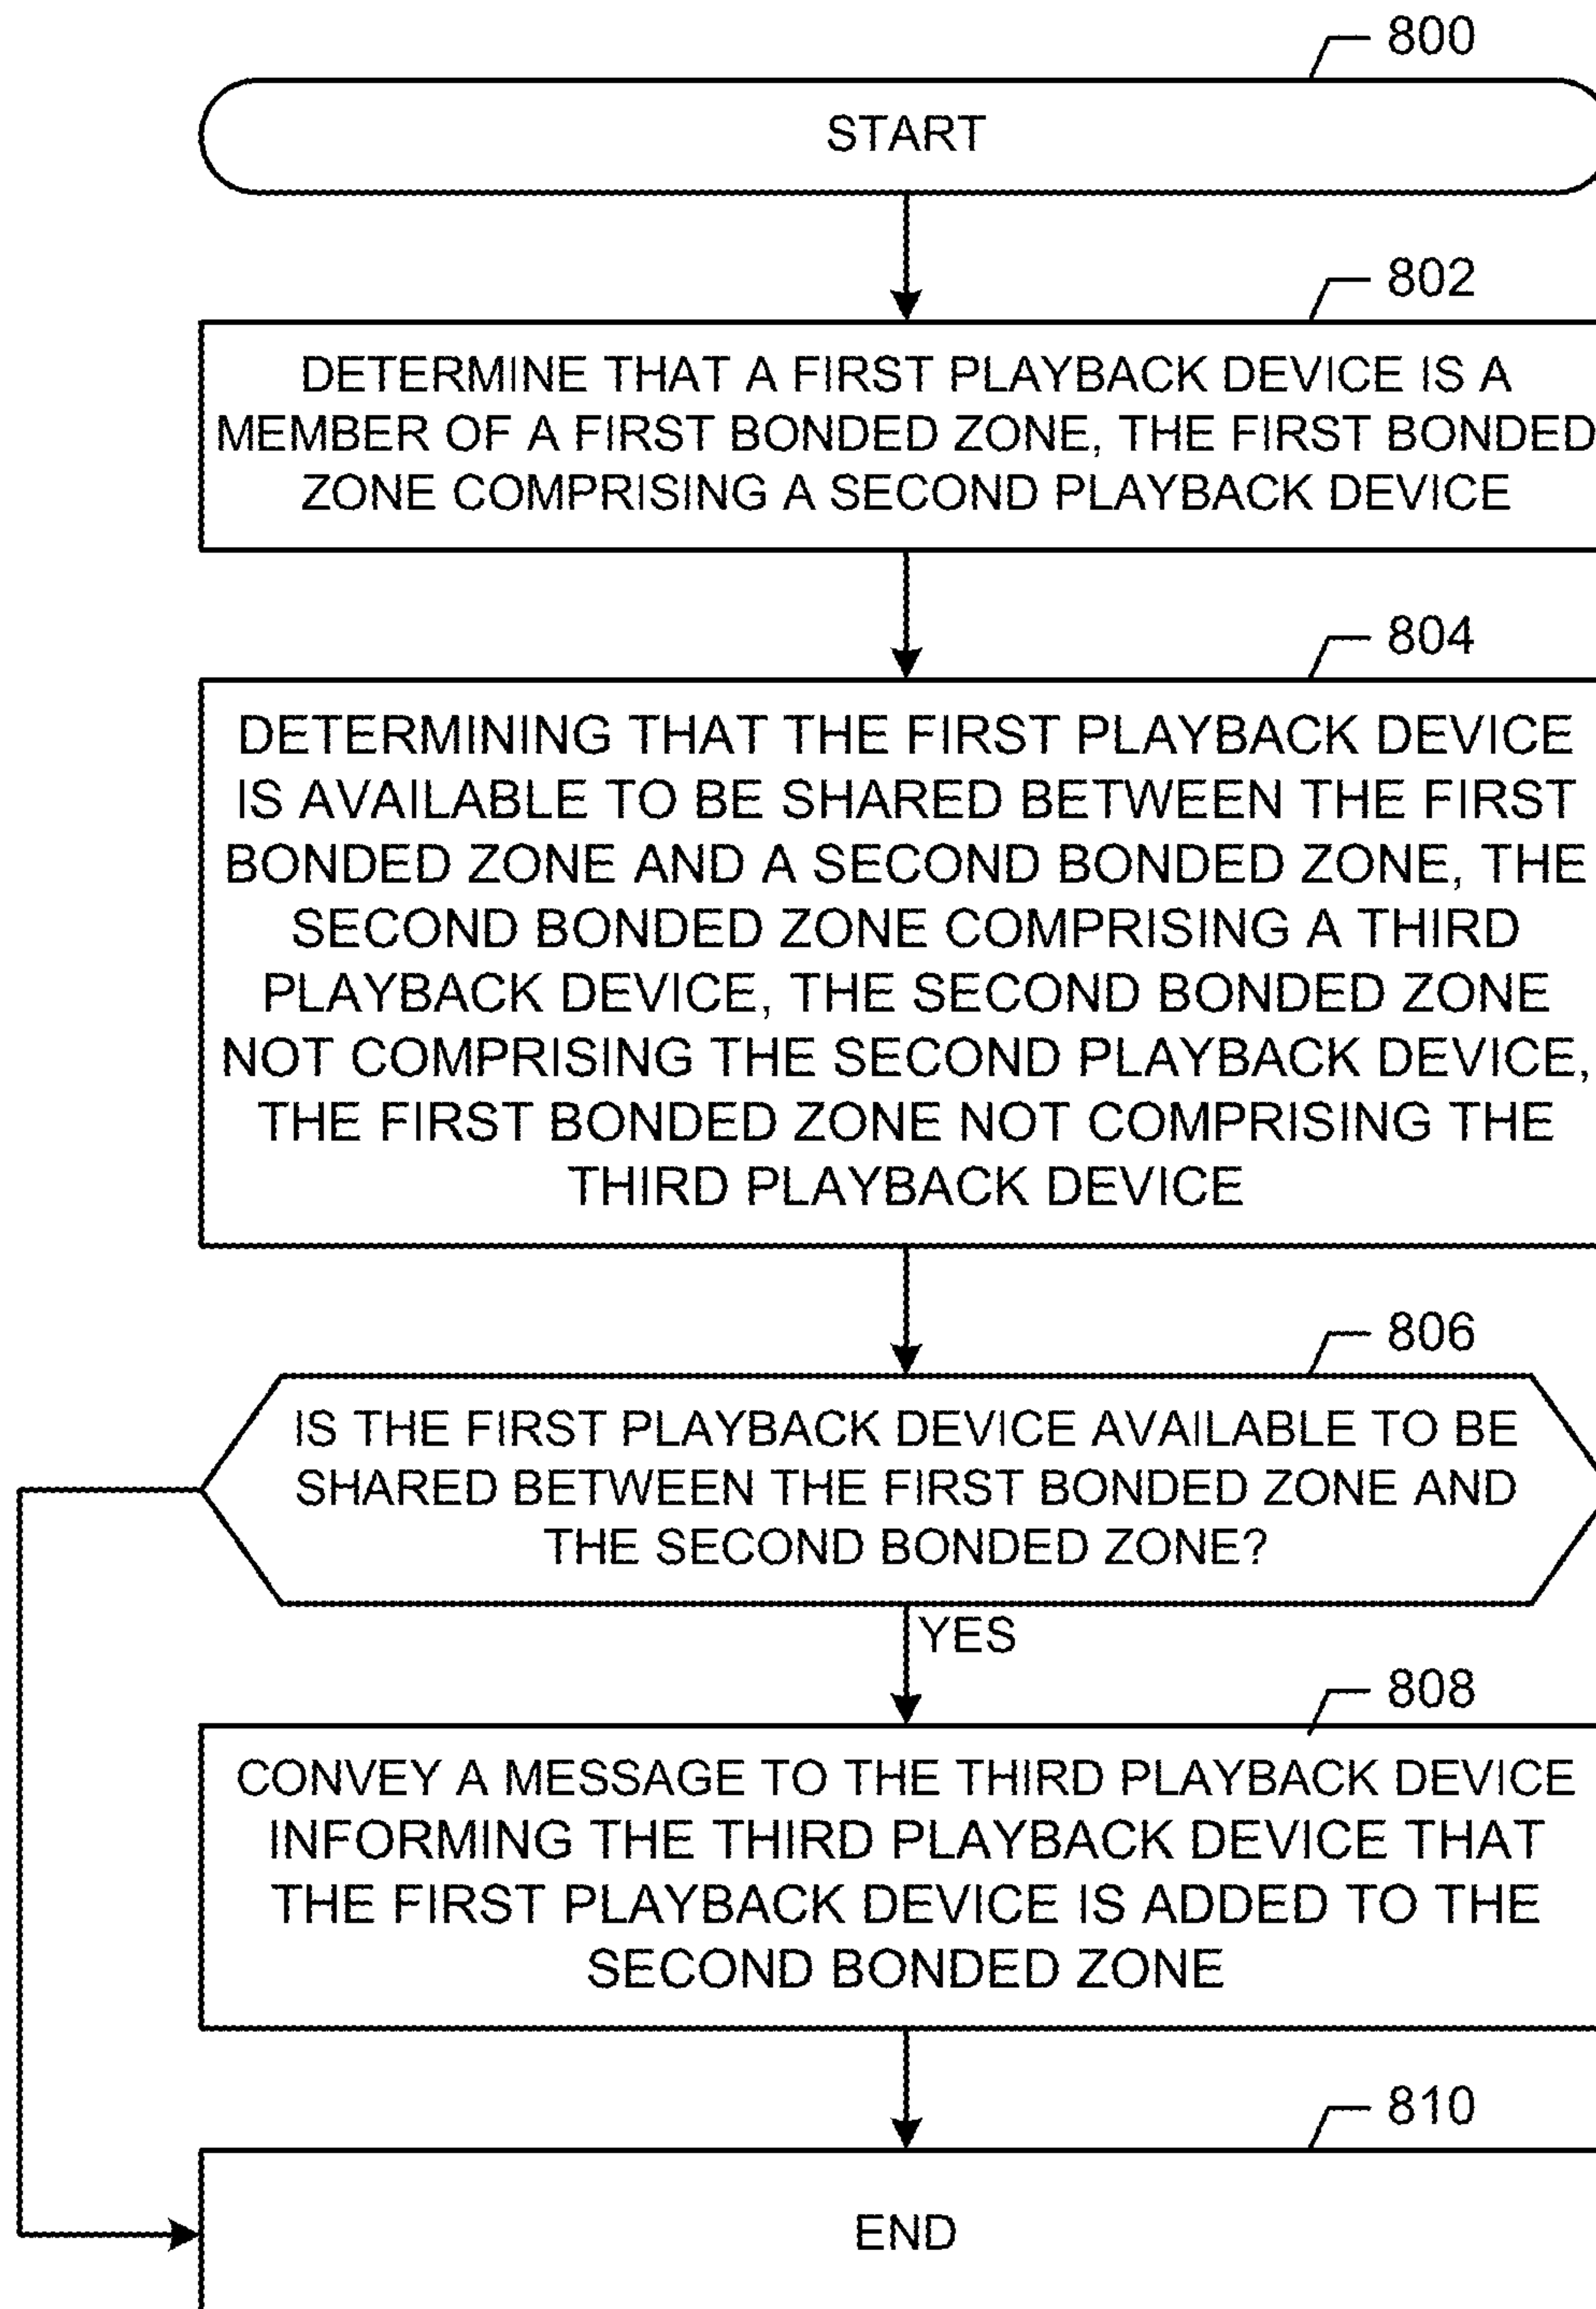 800
START
802
DETERMINE THAT A FIRST PLAYBACK DEVICE IS A
MEMBER OF A FIRST BONDED ZONE, THE FIRST BONDED
ZONE COMPRISING A SECOND PLAYBACK DEVICE
804
DETERMINING THAT THE FIRST PLAYBACK DEVICE
IS AVAILABLE TO BE SHARED BETWEEN THE FIRST
BONDED ZONE AND A SECOND BONDED ZONE, THE
SECOND BONDED ZONE COMPRISING A THIRD
PLAYBACK DEVICE, THE SECOND BONDED ZONE
NOT COMPRISING THE SECOND PLAYBACK DEVICE,
THE FIRST BONDED ZONE NOT COMPRISING THE
THIRD PLAYBACK DEVICE
806
IS THE FIRST PLAYBACK DEVICE AVAILABLE TO BE
SHARED BETWEEN THE FIRST BONDED ZONE AND
THE SECOND BONDED ZONE?
YES
808
CONVEY A MESSAGE TO THE THIRD PLAYBACK DEVICE
INFORMING THE THIRD PLAYBACK DEVICE THAT
THE FIRST PLAYBACK DEVICE IS ADDED TO THE
SECOND BONDED ZONE
810
END